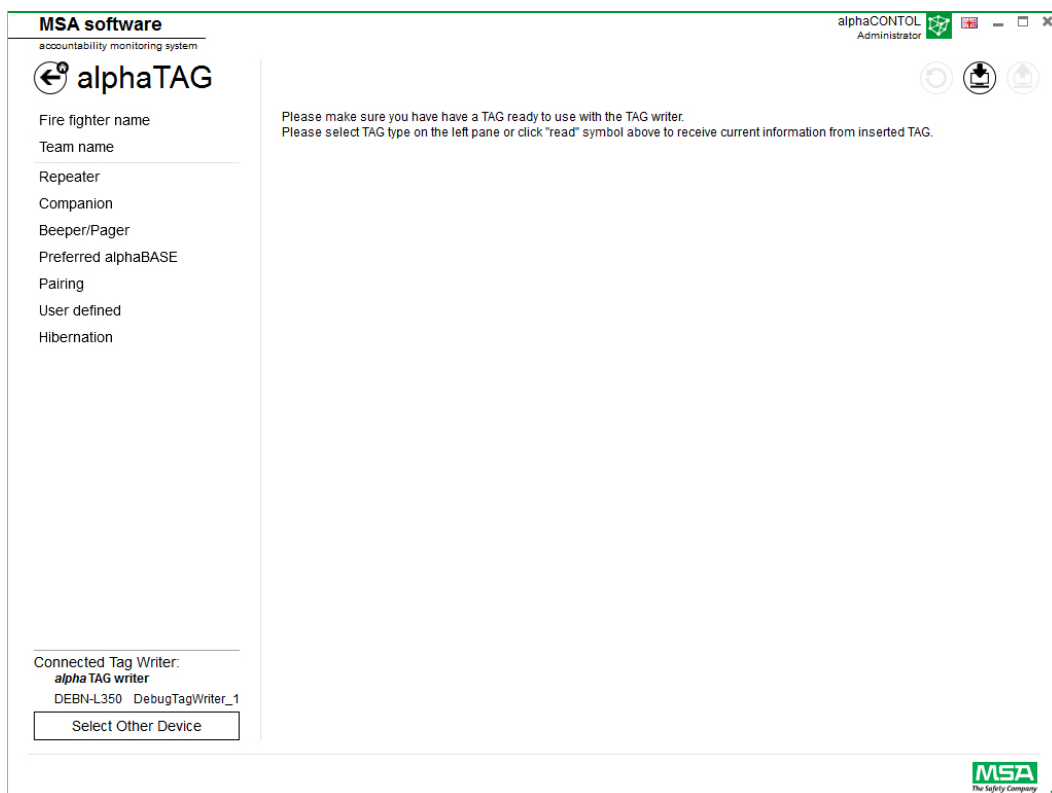 MSA software
accountability monitoring system
alphaCONTOL
Administrator
alphaTAG
Fire fighter name
Team name
Repeater
Companion
Beeper/Pager
Preferred alphaBASE
Pairing
User defined
Hibernation
Please make sure you have have a TAG ready to use with the TAG writer.
Please select TAG type on the left pane or click "read" symbol above to receive current information from inserted TAG.
Connected Tag Writer:
alpha TAG writer
DEBN-L350 DebugTagWriter_1
Select Other Device
MSA
The Safety Company